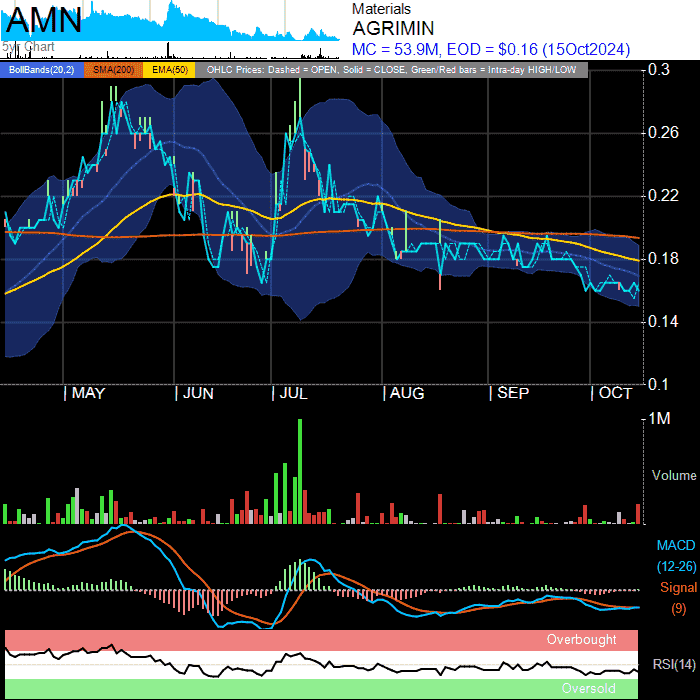 AMN
5yr Chart
Materials
AGRIMIN
MC = 53.9M, EOD = $0.16 (15Oct2024)
BollBands(20,2) SMA(200) EMA(50) OHLC Prices: Dashed = OPEN, Solid = CLOSE, Green/Red bars = Intra-day HIGH/LOW
0.3
0.26
0.22
0.18
0.14
0.1
| MAY | JUN | JUL | AUG | SEP | OCT
1M
Volume
MACD
(12-26)
Signal
(9)
Overbought
RSI(14)
Oversold